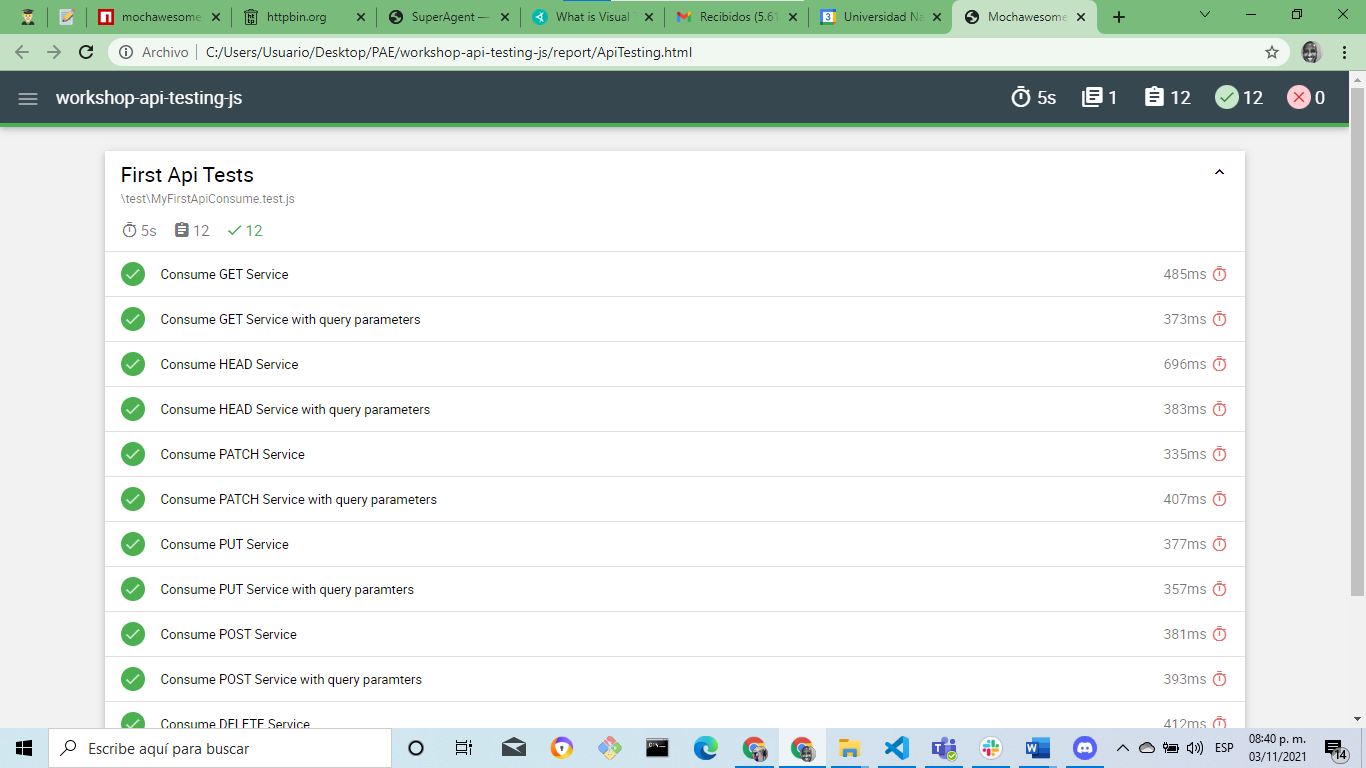 mochawesome
httpbin.org
SuperAgent —
What is Visual T
Recibidos (5.61
Universidad Na
Mochawesome
Archivo
C:/Users/Usuario/Desktop/PAE/workshop-api-testing-js/report/ApiTesting.html
workshop-api-testing-js
5s 1 12 12 0
First Api Tests
\test\MyFirstApiConsume.test.js
5s 12 12
Consume GET Service 485ms
Consume GET Service with query parameters 373ms
Consume HEAD Service 696ms
Consume HEAD Service with query parameters 383ms
Consume PATCH Service 335ms
Consume PATCH Service with query parameters 407ms
Consume PUT Service 377ms
Consume PUT Service with query paramters 357ms
Consume POST Service 381ms
Consume POST Service with query paramters 393ms
Consume DELETE Service 412ms
Escribe aquí para buscar
ESP
08:40 p. m.
03/11/2021
14